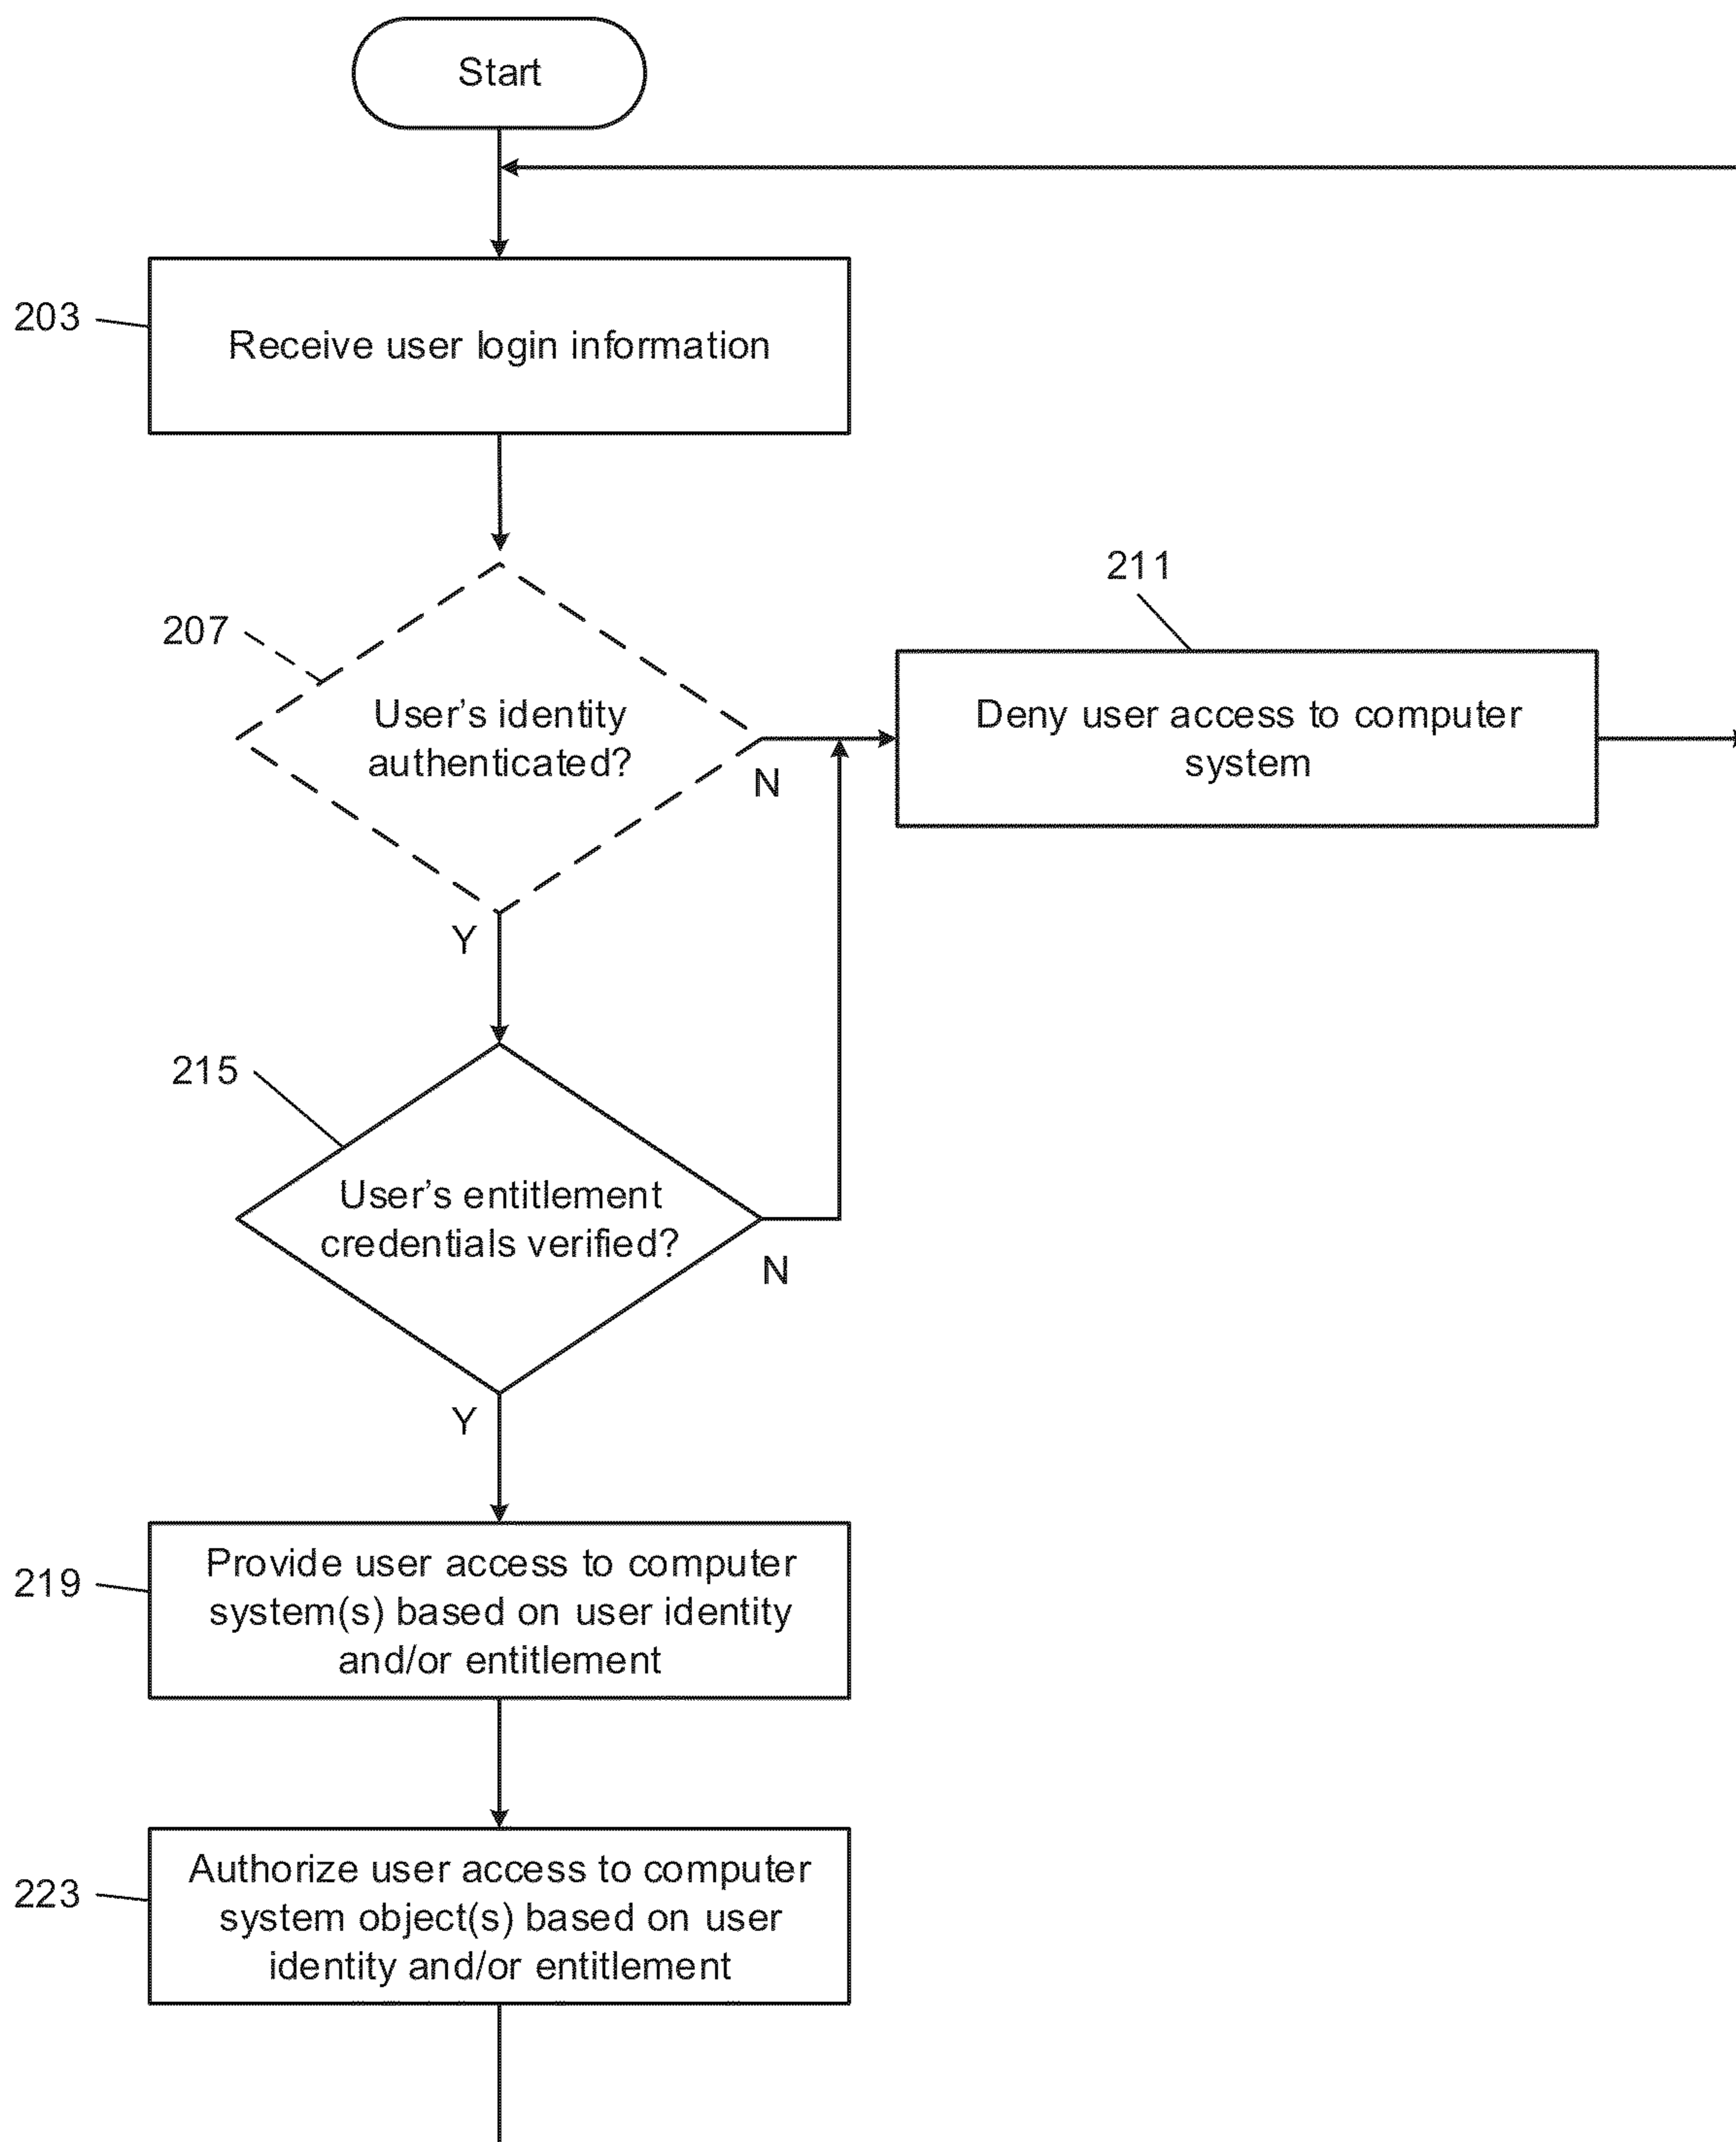 Start
203
Receive user login information
207
User's identity
authenticated?
N
Y
211
Deny user access to computer
system
215
User's entitlement
credentials verified?
N
Y
219
Provide user access to computer
system(s) based on user identity
and/or entitlement
223
Authorize user access to computer
system object(s) based on user
identity and/or entitlement